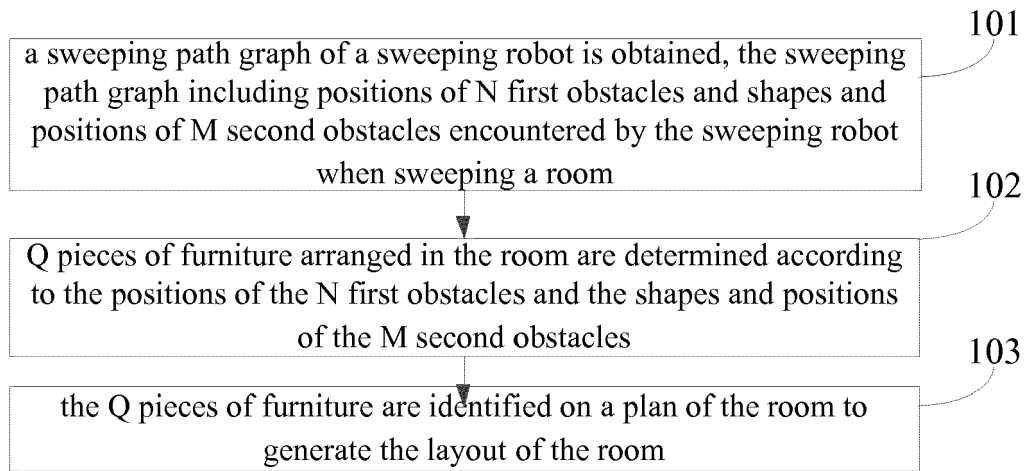 101
a sweeping path graph of a sweeping robot is obtained, the sweeping
path graph including positions of N first obstacles and shapes and
positions of M second obstacles encountered by the sweeping robot
when sweeping a room
102
Q pieces of furniture arranged in the room are determined according
to the positions of the N first obstacles and the shapes and positions
of the M second obstacles
103
the Q pieces of furniture are identified on a plan of the room to
generate the layout of the room